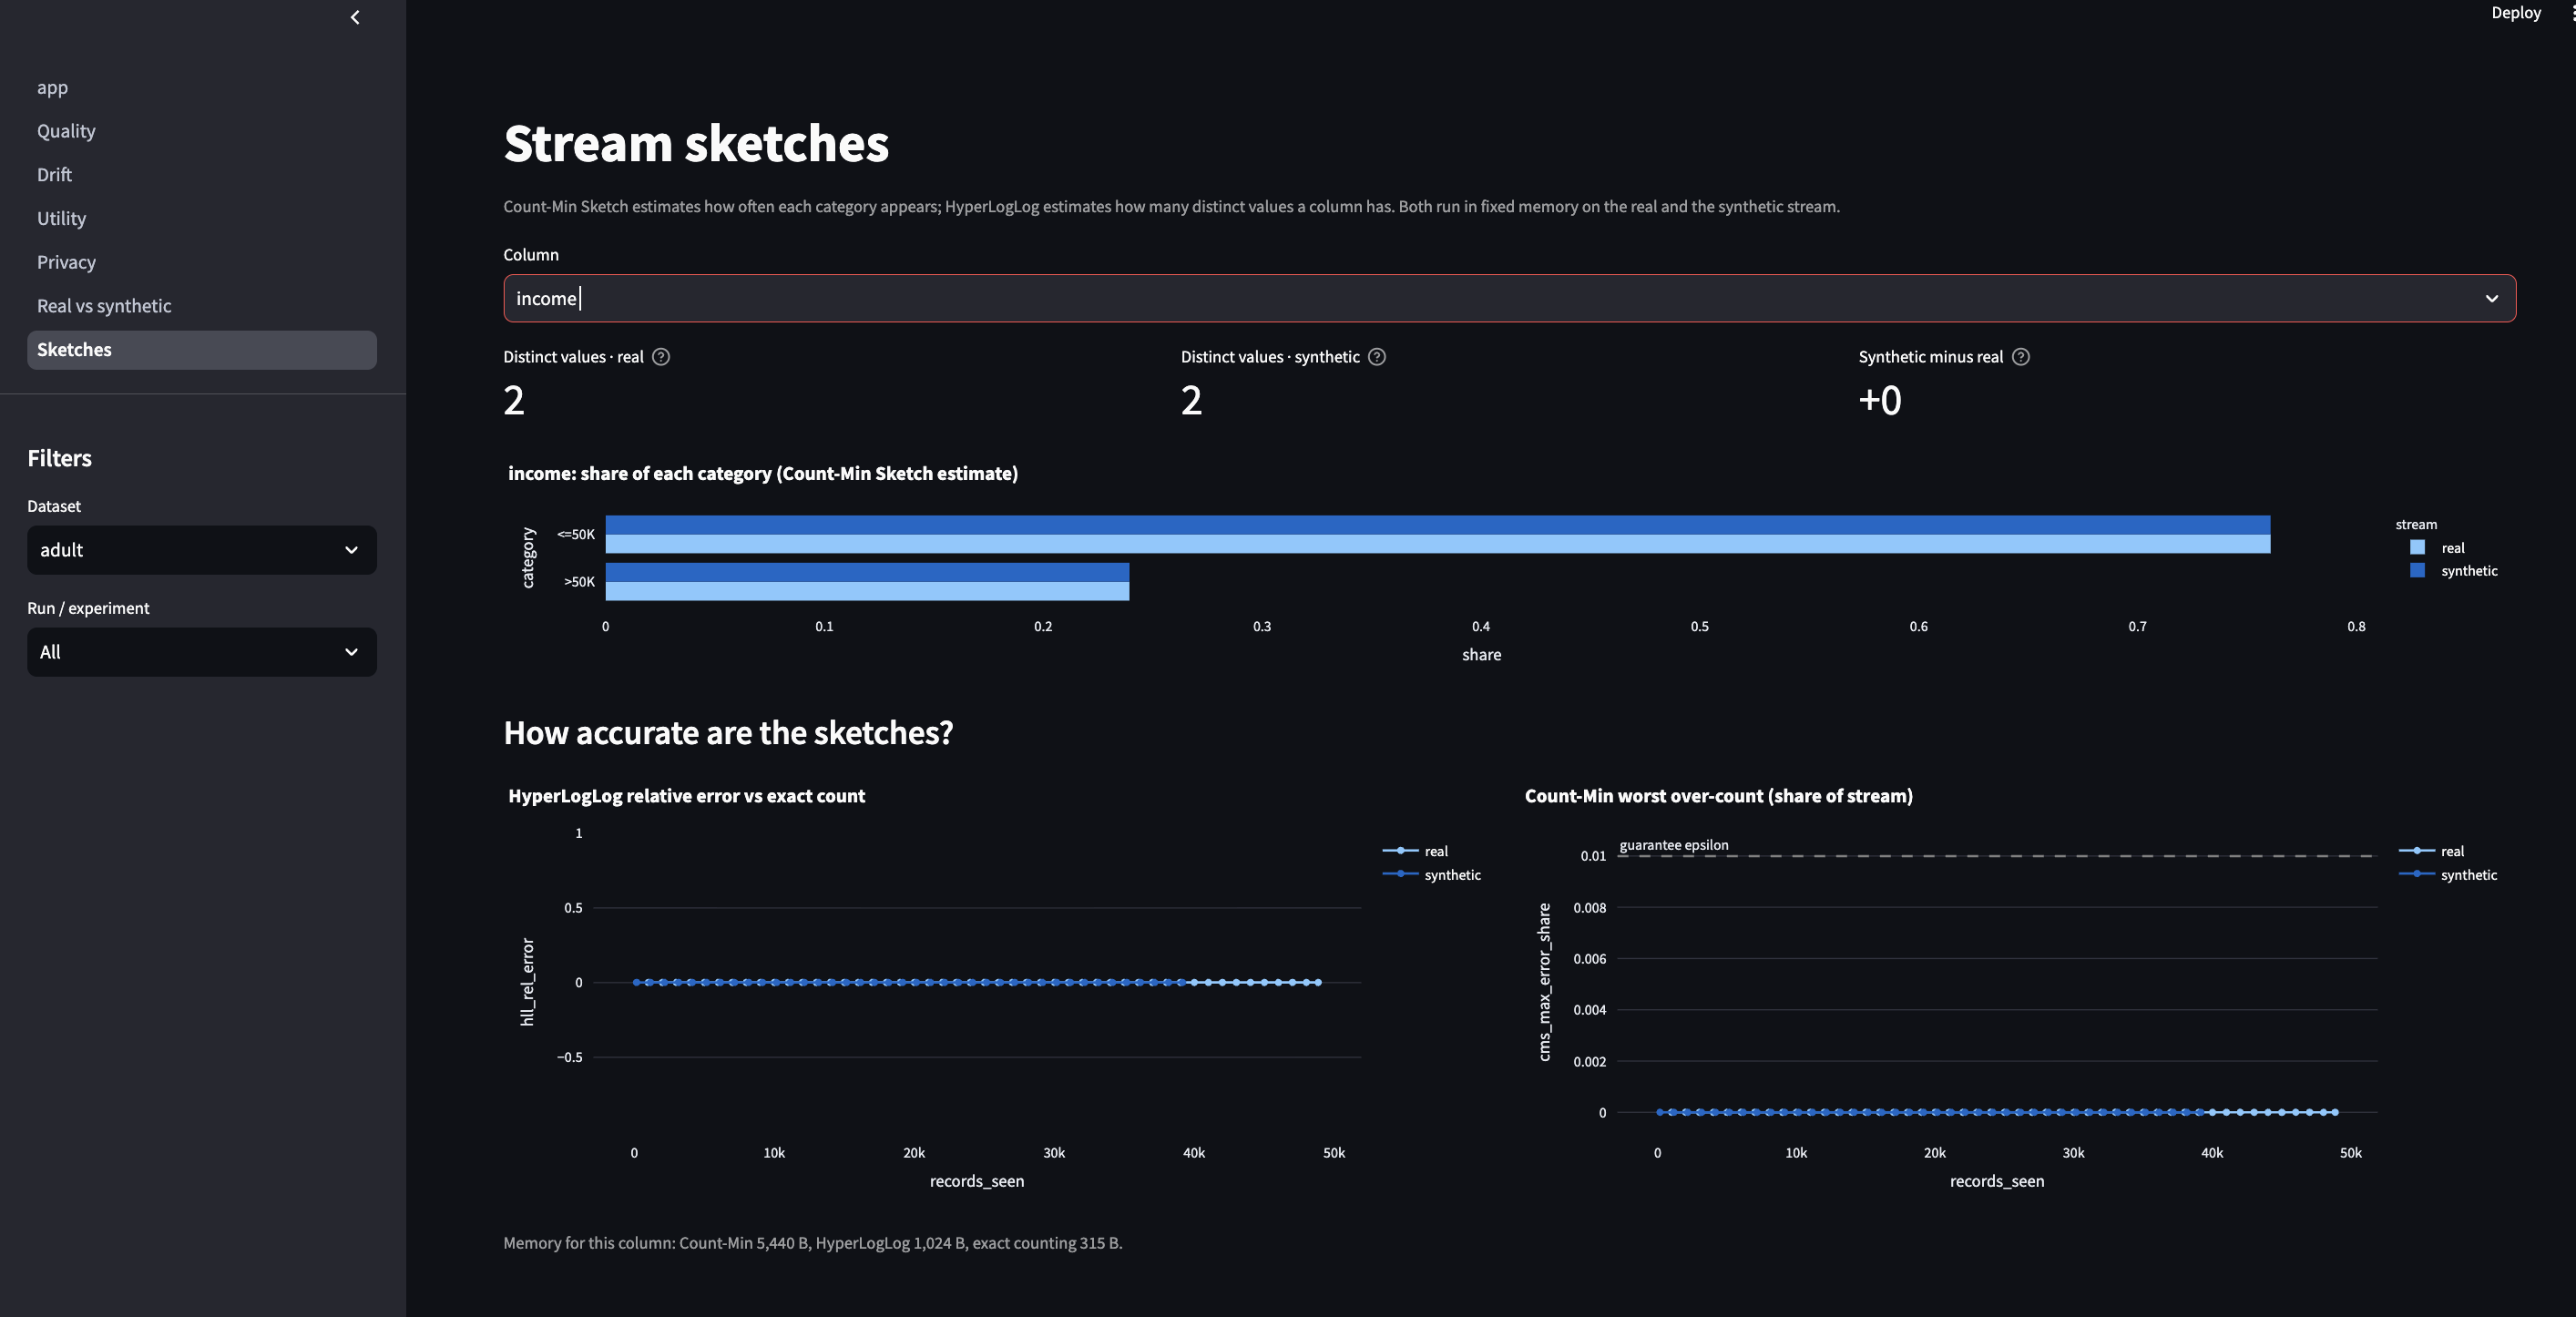 Deploy
app
Quality
Drift
Utility
Privacy
Real vs synthetic
Sketches
Filters
Dataset
adult
Run / experiment
All
Stream sketches
Count-Min Sketch estimates how often each category appears; HyperLogLog estimates how many distinct values a column has. Both run in fixed memory on the real and the synthetic stream.
Column
income
Distinct values · real
2
Distinct values · synthetic
2
Synthetic minus real
+0
income: share of each category (Count-Min Sketch estimate)
category
<=50K
>50K
0 0.1 0.2 0.3 0.4 0.5 0.6 0.7 0.8
share
stream
real
synthetic
How accurate are the sketches?
HyperLogLog relative error vs exact count
hll_rel_error
1
0.5
0
−0.5
0 10k 20k 30k 40k 50k
records_seen
real
synthetic
Count-Min worst over-count (share of stream)
cms_max_error_share
guarantee epsilon
0.01
0.008
0.006
0.004
0.002
0
0 10k 20k 30k 40k 50k
records_seen
real
synthetic
Memory for this column: Count-Min 5,440 B, HyperLogLog 1,024 B, exact counting 315 B.